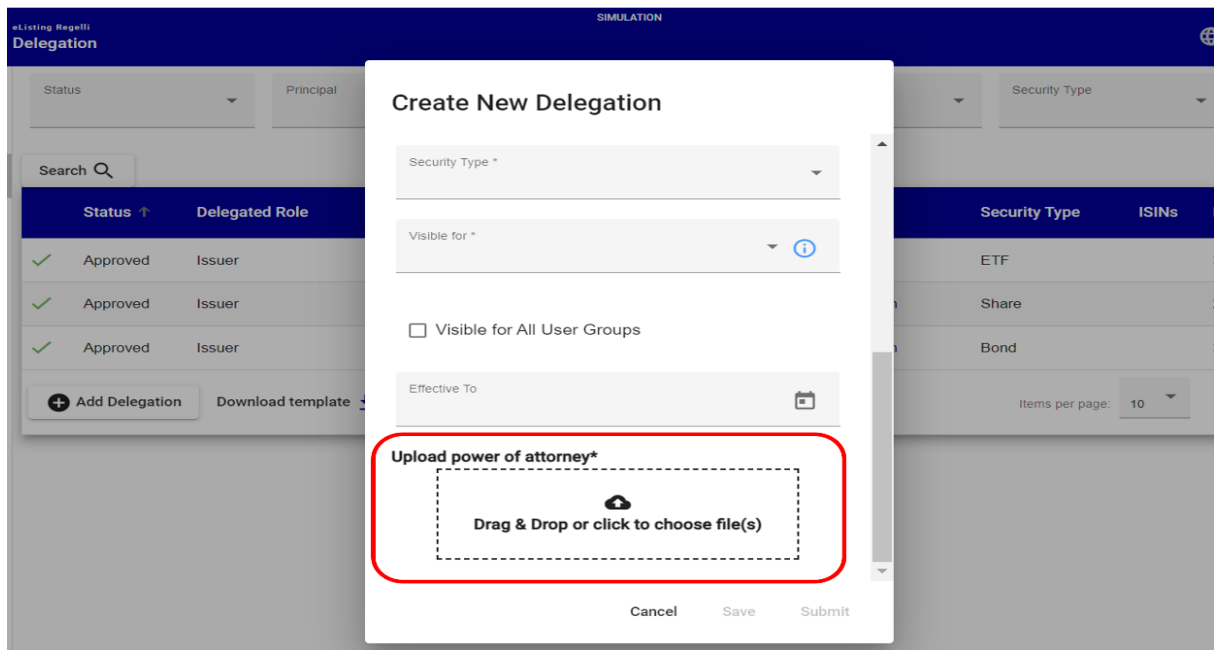 SIMULATION
eListing Regelli
Delegation
Status
Principal
Security Type
Search
Status ↑ Delegated Role Security Type ISINs
Approved Issuer ETF
Approved Issuer Share
Approved Issuer Bond
Add Delegation Download template Items per page: 10
Create New Delegation
Security Type *
Visible for *
Visible for All User Groups
Effective To
Upload power of attorney*
Drag & Drop or click to choose file(s)
Cancel Save Submit